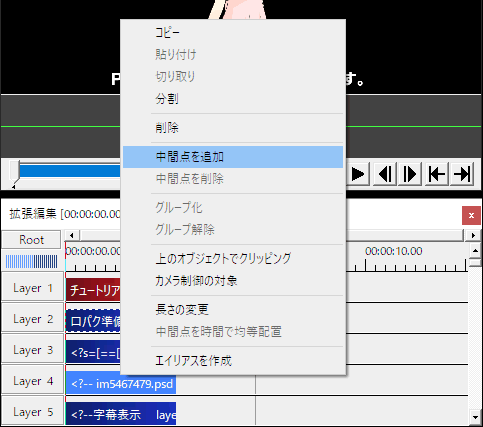 コピー
貼り付け
切り取り
P
す。
分割
削除
中間点を追加
中間点を削除
グループ化
グループ解除
拡張編集 [00:00:00.00
x
Root
00:00:00.00
00:00:10.00
上のオブジェクトでクリッピング
カメラ制御の対象
Layer 1
チュートリア
長さの変更
Layer 2
口パク準備
中間点を時間で均等配置
Layer 3
<?s=[==[
エイリアスを作成
Layer 4
<?-- im5467479.psd
Layer 5
<?--字幕表示 laye